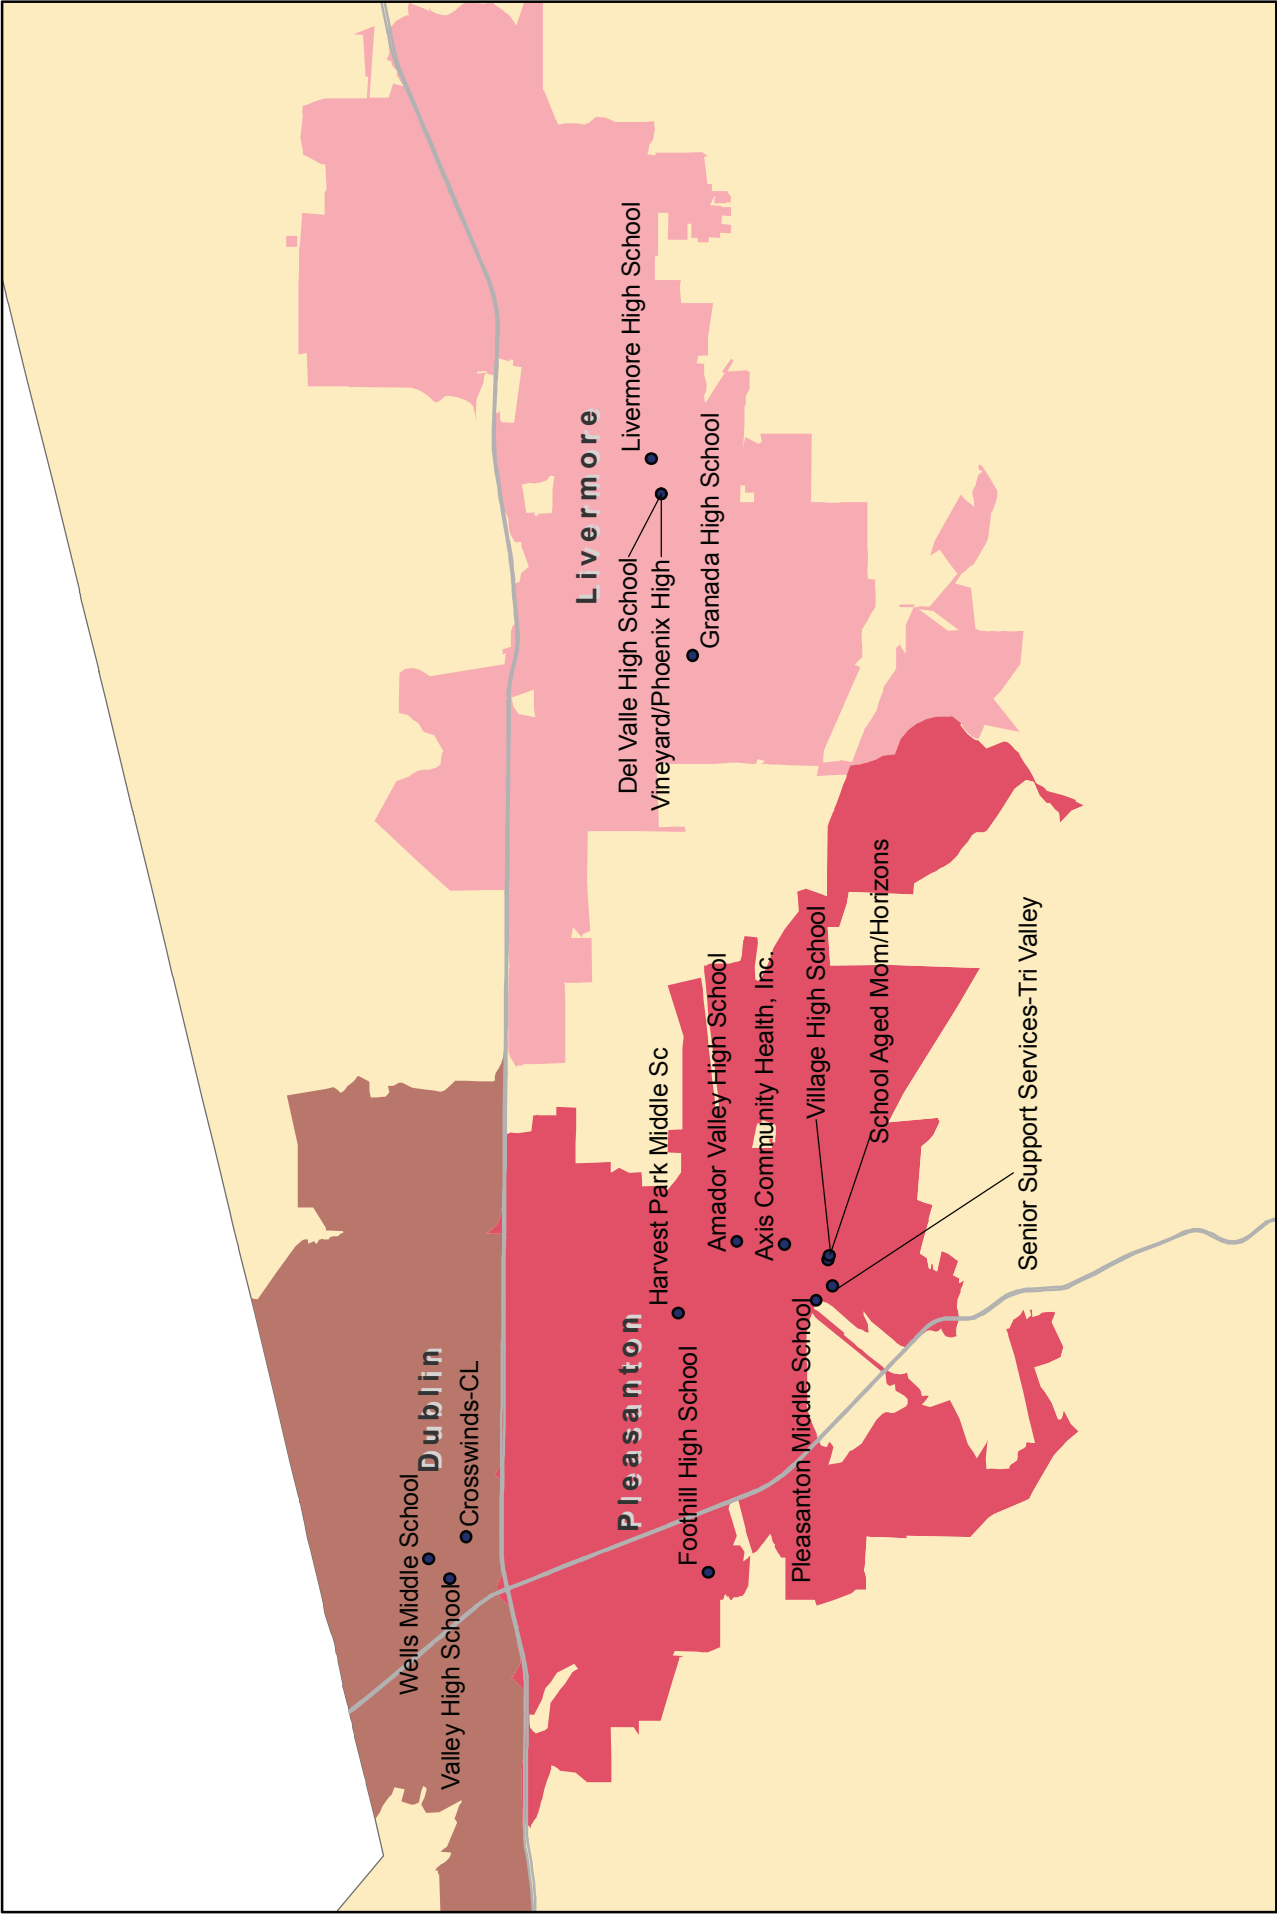 Wells Middle School
Dublin
Valley High School
Crosswinds-CL
Livermore
Livermore High School
Del Valle High School
Vineyard/Phoenix High
Granada High School
Pleasanton
Harvest Park Middle Sc
Foothill High School
Amador Valley High School
Axis Community Health, Inc.
Pleasanton Middle School
Village High School
School Aged Mom/Horizons
Senior Support Services-Tri Valley